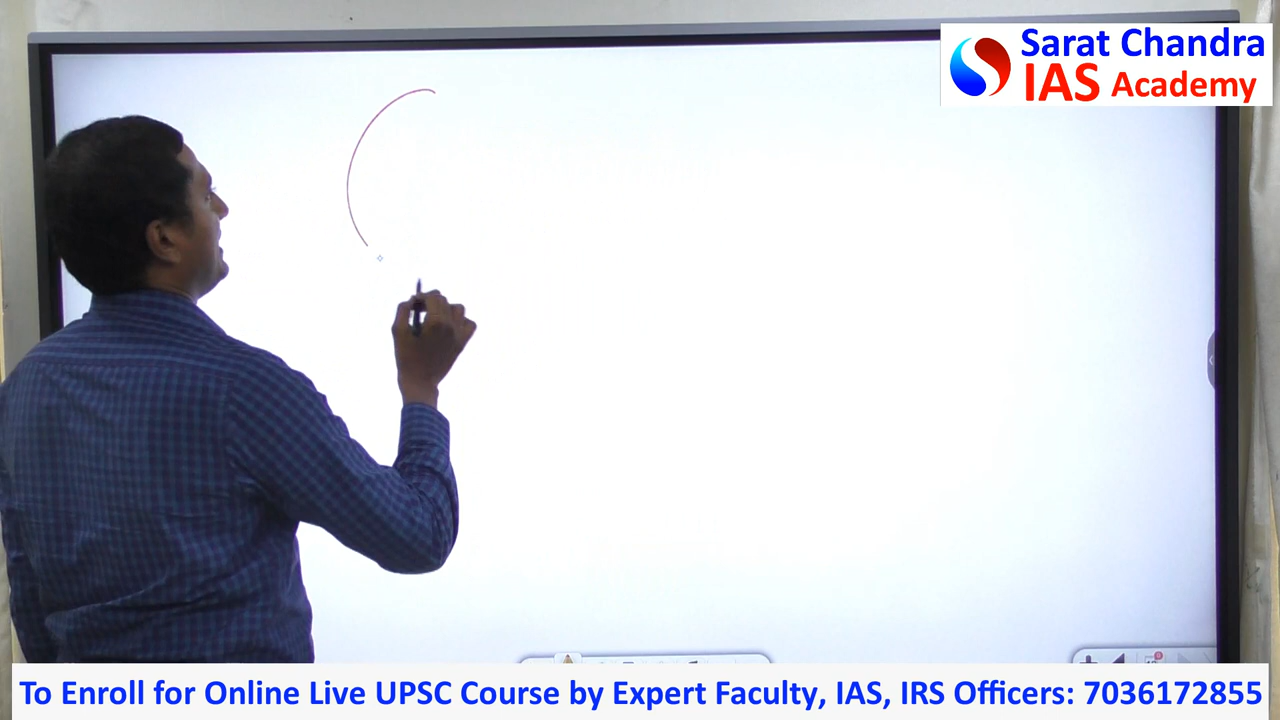 Sarat Chandra
IAS Academy
To Enroll for Online Live UPSC Course by Expert Faculty, IAS, IRS Officers: 7036172855